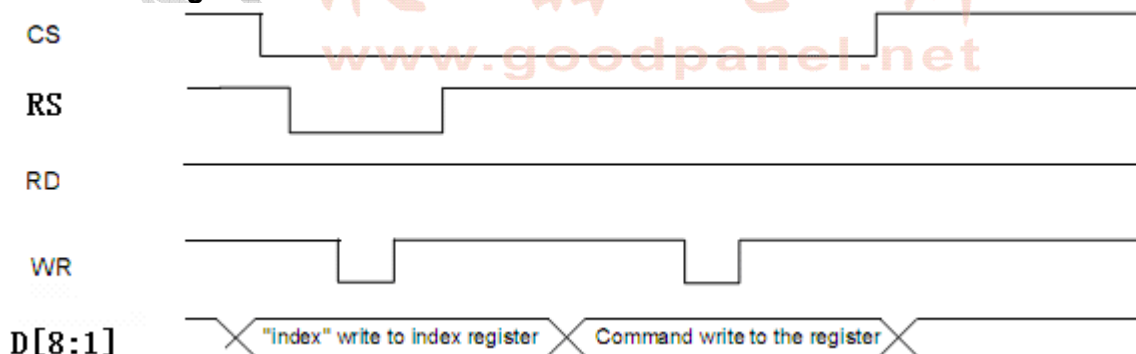 CS
www.goodpanel.net
RS
RD
WR
D[8:1]
"index" write to index register
Command write to the register